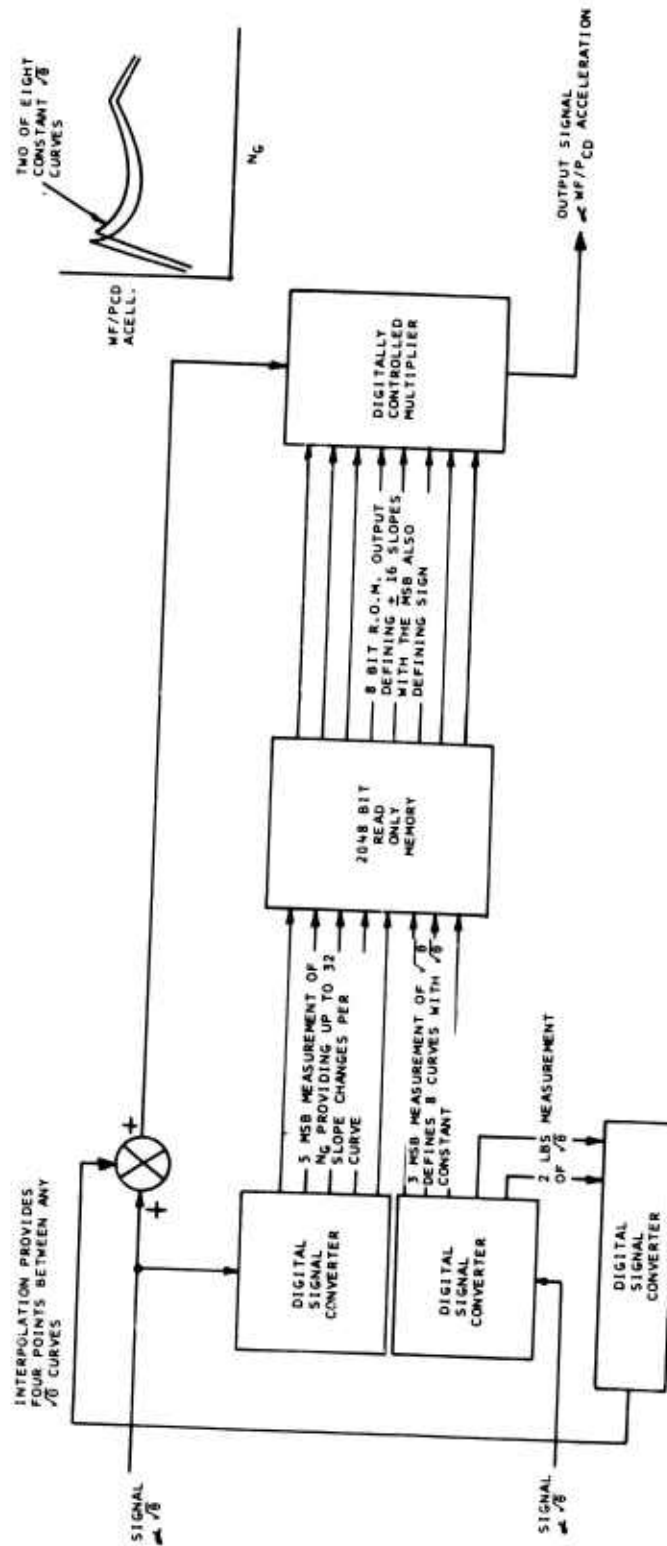 INTERPOLATION PROVIDES
FOUR POINTS BETWEEN ANY
√θ CURVES
SIGNAL
∝ √θ
SIGNAL
∝ √θ
+
+
DIGITAL
SIGNAL
CONVERTER
DIGITAL
SIGNAL
CONVERTER
DIGITAL
SIGNAL
CONVERTER
5 MSB MEASUREMENT OF
NG PROVIDING UP TO 32
SLOPE CHANGES PER
CURVE
3 MSB MEASUREMENT OF √θ
DEFINES 8 CURVES WITH √θ
CONSTANT
2 LBS MEASUREMENT
OF √θ
2048 BIT
READ
ONLY
MEMORY
8 BIT R.O.M. OUTPUT
DEFINING ± 16 SLOPES
WITH THE MSB ALSO
DEFINING SIGN
DIGITALLY
CONTROLLED
MULTIPLIER
OUTPUT SIGNAL
∝ WF/PCD ACCELERATION
WF/PCD
ACELL.
TWO OF EIGHT
CONSTANT √θ
CURVES
NG